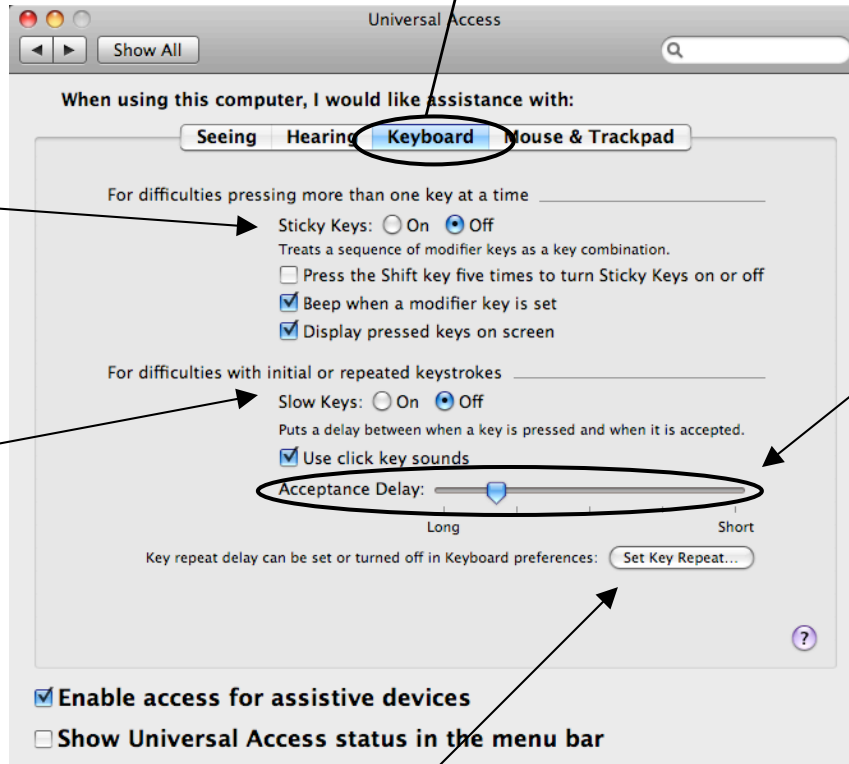 Universal Access
Show All
When using this computer, I would like assistance with:
Seeing Hearing Keyboard Mouse & Trackpad
For difficulties pressing more than one key at a time
Sticky Keys: On Off
Treats a sequence of modifier keys as a key combination.
Press the Shift key five times to turn Sticky Keys on or off
Beep when a modifier key is set
Display pressed keys on screen
For difficulties with initial or repeated keystrokes
Slow Keys: On Off
Puts a delay between when a key is pressed and when it is accepted.
Use click key sounds
Acceptance Delay:
Long Short
Key repeat delay can be set or turned off in Keyboard preferences: Set Key Repeat...
?
Enable access for assistive devices
Show Universal Access status in the menu bar